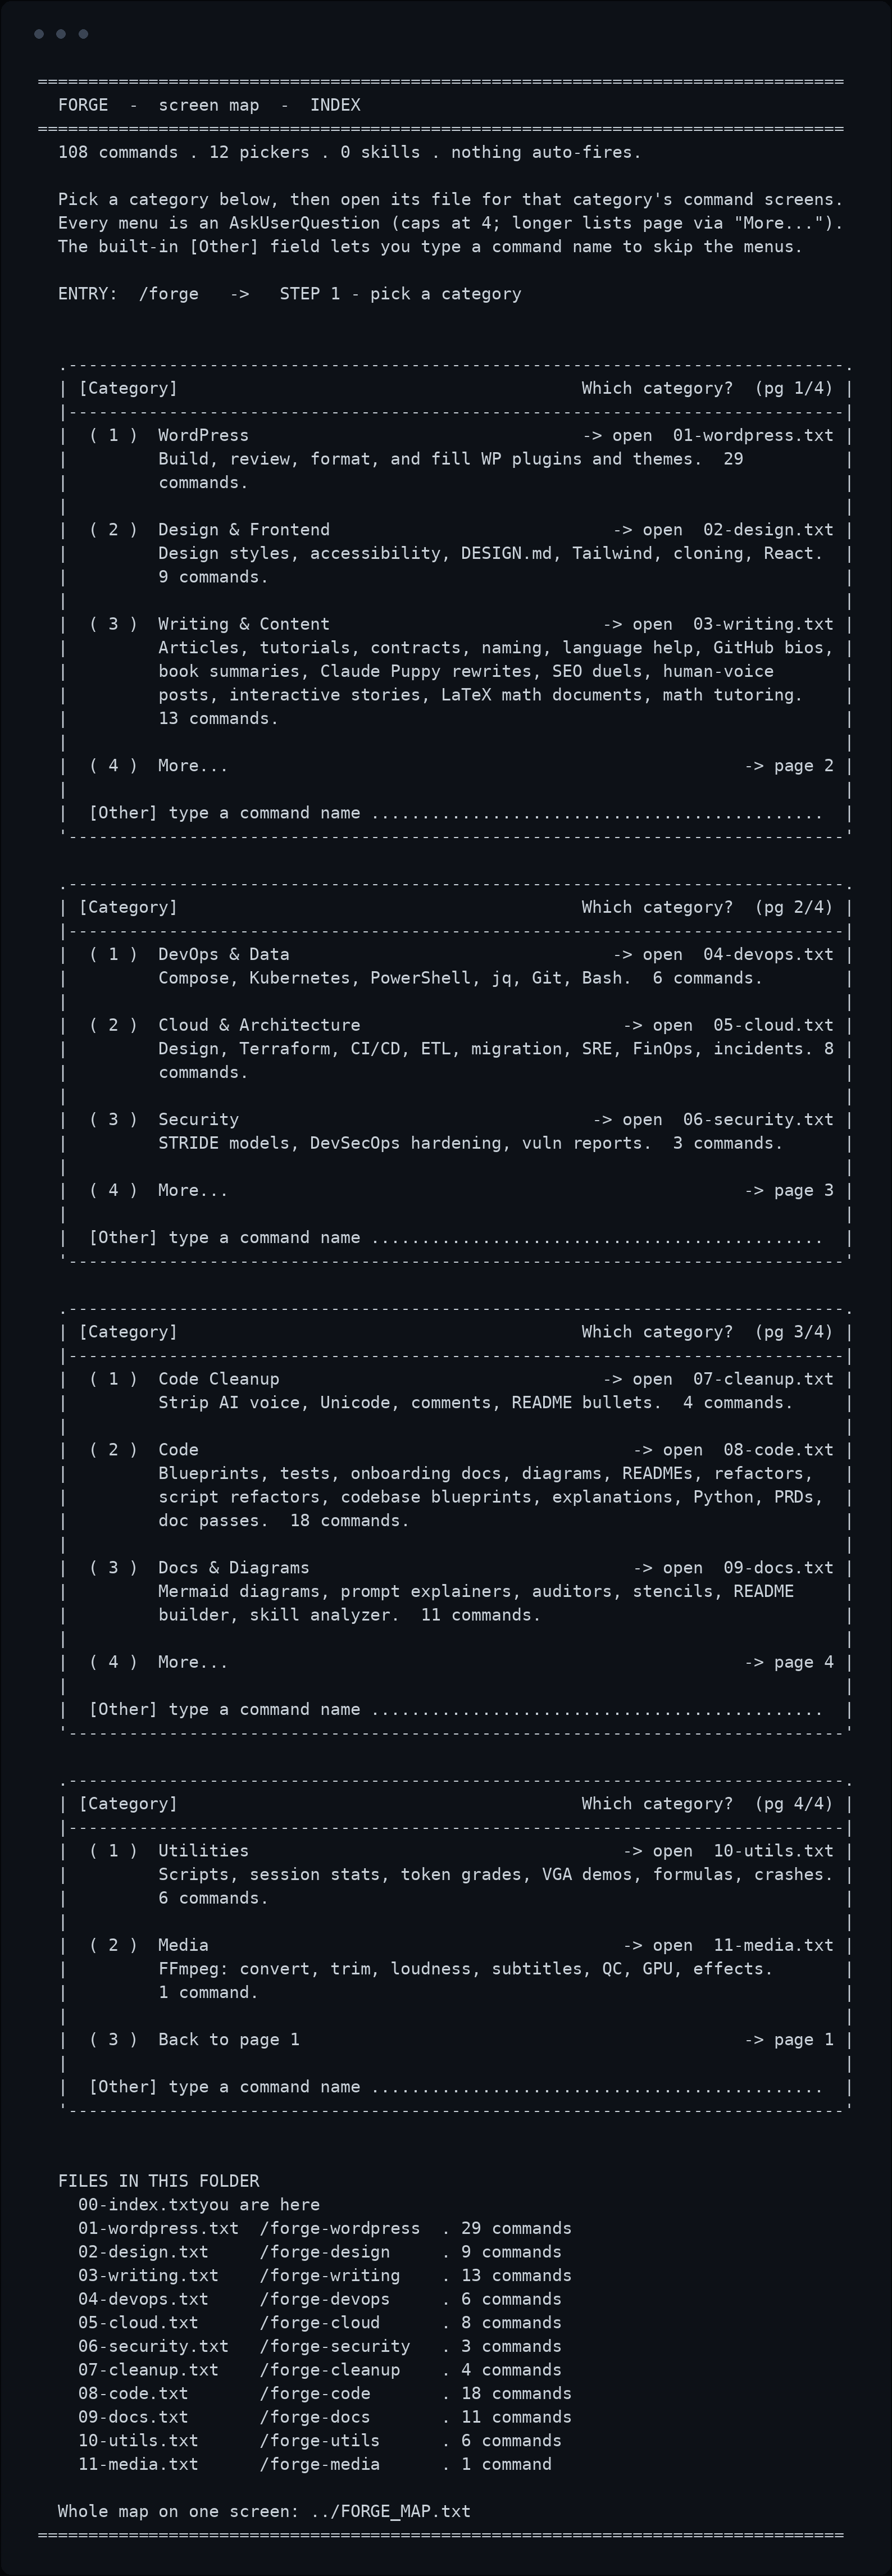 ================================================================================
  FORGE  -  screen map  -  INDEX
================================================================================
  108 commands . 12 pickers . 0 skills . nothing auto-fires.

  Pick a category below, then open its file for that category's command screens.
  Every menu is an AskUserQuestion (caps at 4; longer lists page via "More...").
  The built-in [Other] field lets you type a command name to skip the menus.

  ENTRY:  /forge   ->   STEP 1 - pick a category


  .-----------------------------------------------------------------------------.
  | [Category]                                        Which category?  (pg 1/4) |
  |-----------------------------------------------------------------------------|
  |  ( 1 )  WordPress                                 -> open  01-wordpress.txt |
  |         Build, review, format, and fill WP plugins and themes.  29          |
  |         commands.                                                           |
  |                                                                             |
  |  ( 2 )  Design & Frontend                            -> open  02-design.txt |
  |         Design styles, accessibility, DESIGN.md, Tailwind, cloning, React.  |
  |         9 commands.                                                         |
  |                                                                             |
  |  ( 3 )  Writing & Content                           -> open  03-writing.txt |
  |         Articles, tutorials, contracts, naming, language help, GitHub bios, |
  |         book summaries, Claude Puppy rewrites, SEO duels, human-voice       |
  |         posts, interactive stories, LaTeX math documents, math tutoring.    |
  |         13 commands.                                                        |
  |                                                                             |
  |  ( 4 )  More...                                                   -> page 2 |
  |                                                                             |
  |  [Other] type a command name .............................................  |
  '-----------------------------------------------------------------------------'

  .-----------------------------------------------------------------------------.
  | [Category]                                        Which category?  (pg 2/4) |
  |-----------------------------------------------------------------------------|
  |  ( 1 )  DevOps & Data                                -> open  04-devops.txt |
  |         Compose, Kubernetes, PowerShell, jq, Git, Bash.  6 commands.        |
  |                                                                             |
  |  ( 2 )  Cloud & Architecture                          -> open  05-cloud.txt |
  |         Design, Terraform, CI/CD, ETL, migration, SRE, FinOps, incidents. 8 |
  |         commands.                                                           |
  |                                                                             |
  |  ( 3 )  Security                                   -> open  06-security.txt |
  |         STRIDE models, DevSecOps hardening, vuln reports.  3 commands.      |
  |                                                                             |
  |  ( 4 )  More...                                                   -> page 3 |
  |                                                                             |
  |  [Other] type a command name .............................................  |
  '-----------------------------------------------------------------------------'

  .-----------------------------------------------------------------------------.
  | [Category]                                        Which category?  (pg 3/4) |
  |-----------------------------------------------------------------------------|
  |  ( 1 )  Code Cleanup                                -> open  07-cleanup.txt |
  |         Strip AI voice, Unicode, comments, README bullets.  4 commands.     |
  |                                                                             |
  |  ( 2 )  Code                                           -> open  08-code.txt |
  |         Blueprints, tests, onboarding docs, diagrams, READMEs, refactors,   |
  |         script refactors, codebase blueprints, explanations, Python, PRDs,  |
  |         doc passes.  18 commands.                                           |
  |                                                                             |
  |  ( 3 )  Docs & Diagrams                                -> open  09-docs.txt |
  |         Mermaid diagrams, prompt explainers, auditors, stencils, README     |
  |         builder, skill analyzer.  11 commands.                              |
  |                                                                             |
  |  ( 4 )  More...                                                   -> page 4 |
  |                                                                             |
  |  [Other] type a command name .............................................  |
  '-----------------------------------------------------------------------------'

  .-----------------------------------------------------------------------------.
  | [Category]                                        Which category?  (pg 4/4) |
  |-----------------------------------------------------------------------------|
  |  ( 1 )  Utilities                                     -> open  10-utils.txt |
  |         Scripts, session stats, token grades, VGA demos, formulas, crashes. |
  |         6 commands.                                                         |
  |                                                                             |
  |  ( 2 )  Media                                         -> open  11-media.txt |
  |         FFmpeg: convert, trim, loudness, subtitles, QC, GPU, effects.       |
  |         1 command.                                                          |
  |                                                                             |
  |  ( 3 )  Back to page 1                                            -> page 1 |
  |                                                                             |
  |  [Other] type a command name .............................................  |
  '-----------------------------------------------------------------------------'


  FILES IN THIS FOLDER
    00-index.txtyou are here
    01-wordpress.txt  /forge-wordpress  . 29 commands
    02-design.txt     /forge-design     . 9 commands
    03-writing.txt    /forge-writing    . 13 commands
    04-devops.txt     /forge-devops     . 6 commands
    05-cloud.txt      /forge-cloud      . 8 commands
    06-security.txt   /forge-security   . 3 commands
    07-cleanup.txt    /forge-cleanup    . 4 commands
    08-code.txt       /forge-code       . 18 commands
    09-docs.txt       /forge-docs       . 11 commands
    10-utils.txt      /forge-utils      . 6 commands
    11-media.txt      /forge-media      . 1 command

  Whole map on one screen: ../FORGE_MAP.txt
================================================================================